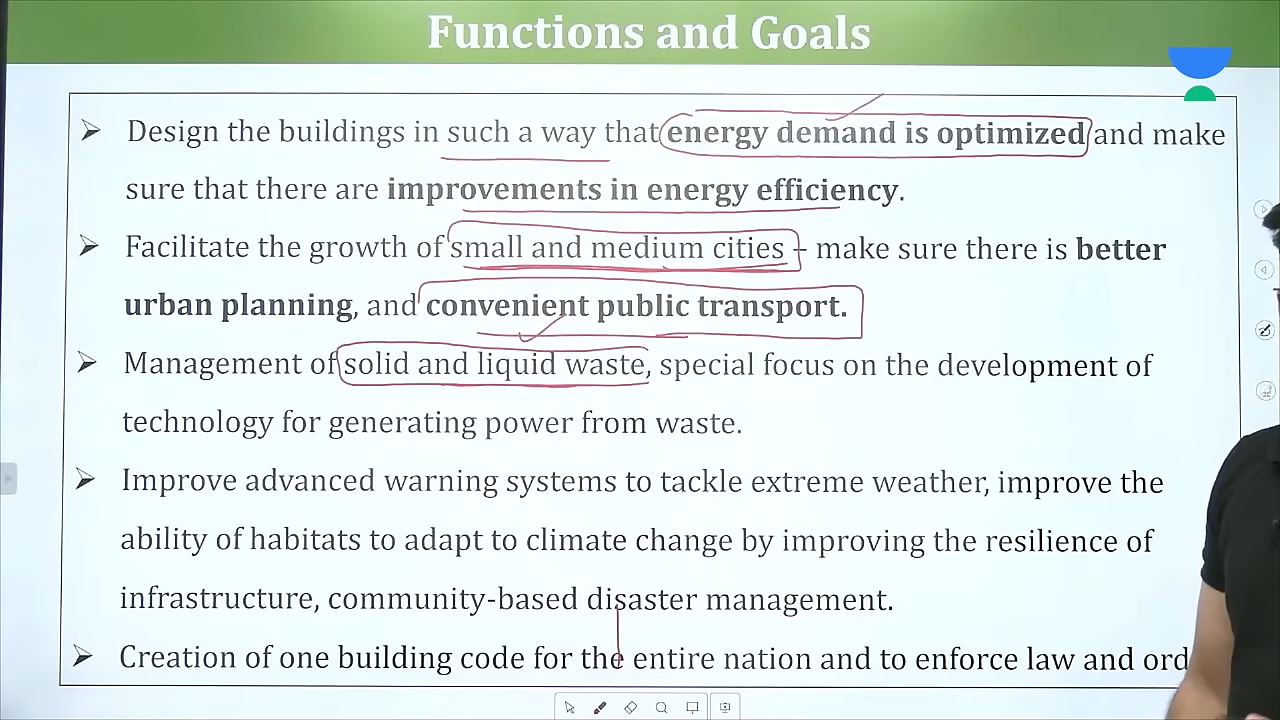 Functions and Goals
➢ Design the buildings in such a way that energy demand is optimized and make
sure that there are improvements in energy efficiency.
➢ Facilitate the growth of small and medium cities – make sure there is better
urban planning, and convenient public transport.
➢ Management of solid and liquid waste, special focus on the development of
technology for generating power from waste.
➢ Improve advanced warning systems to tackle extreme weather, improve the
ability of habitats to adapt to climate change by improving the resilience of
infrastructure, community-based disaster management.
➢ Creation of one building code for the entire nation and to enforce law and ord